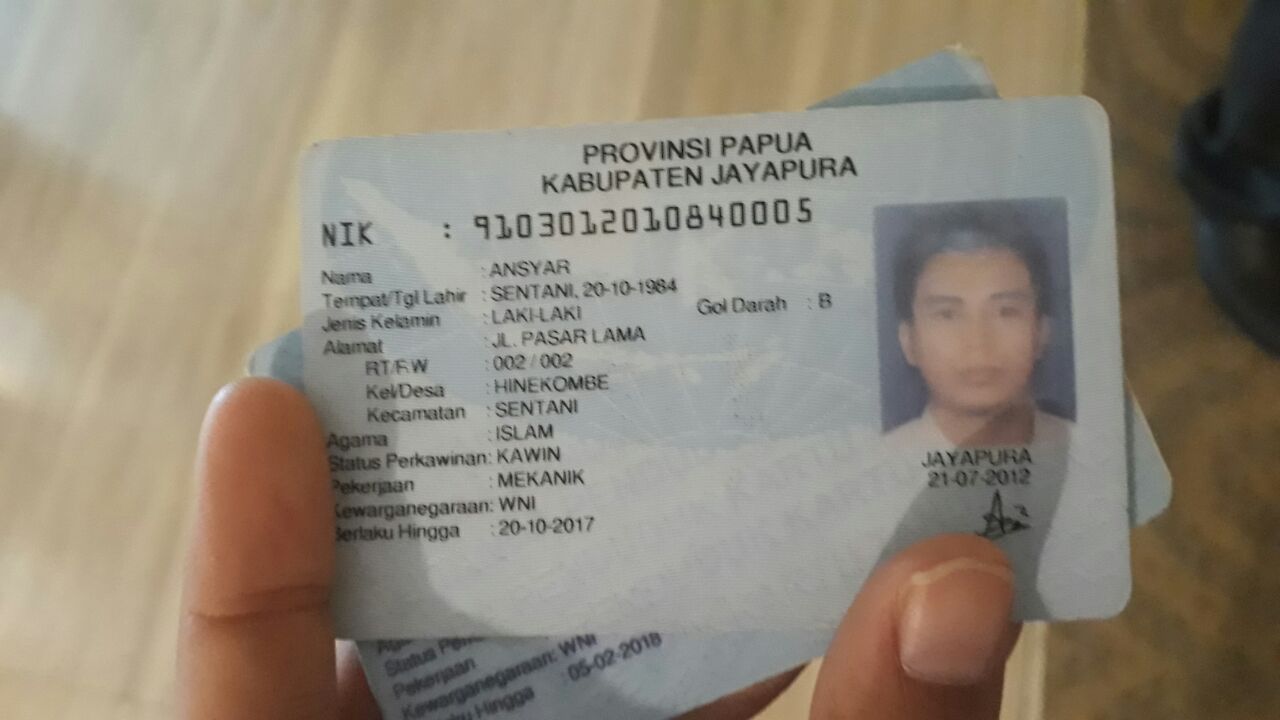 PROVINSI PAPUA
KABUPATEN JAYAPURA
NIK : 9103012010840005
Nama : ANSYAR
Tempat/Tgl Lahir : SENTANI, 20-10-1984
Jenis Kelamin : LAKI-LAKI Gol Darah : B
Alamat : JL. PASAR LAMA
RT/RW : 002 / 002
Kel/Desa : HINEKOMBE
Kecamatan : SENTANI
Agama : ISLAM
Status Perkawinan: KAWIN
Pekerjaan : MEKANIK
Kewarganegaraan: WNI
Berlaku Hingga : 20-10-2017
JAYAPURA
21-07-2012
Status
Pekerjaan
Kewarganegaraan: WNI
Hingga : 05-02-2018